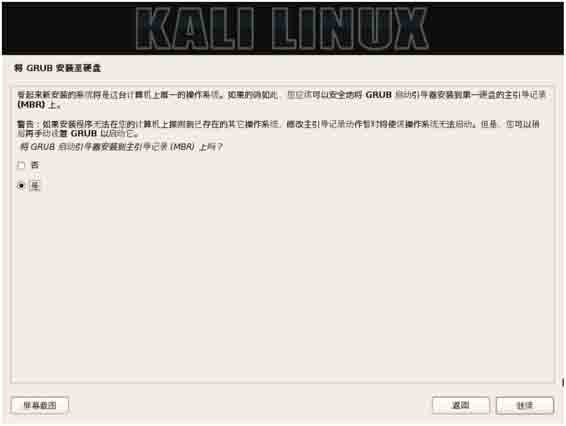 KALI LINUX
将 GRUB 安装至硬盘
看起来新安装的系统将是这台计算机上唯一的操作系统。如果的确如此，您应该可以安全地将 GRUB 启动引导器安装到第一硬盘的主引导记录
(MBR) 上。
警告：如果安装程序无法在您的计算机上探测到已存在的其它操作系统，修改主引导记录动作暂时将使该操作系统无法启动。但是，您可以稍
后再手动设置 GRUB 以启动它。
将 GRUB 启动引导器安装到主引导记录 (MBR) 上吗？
否
是
屏幕截图
返回
继续